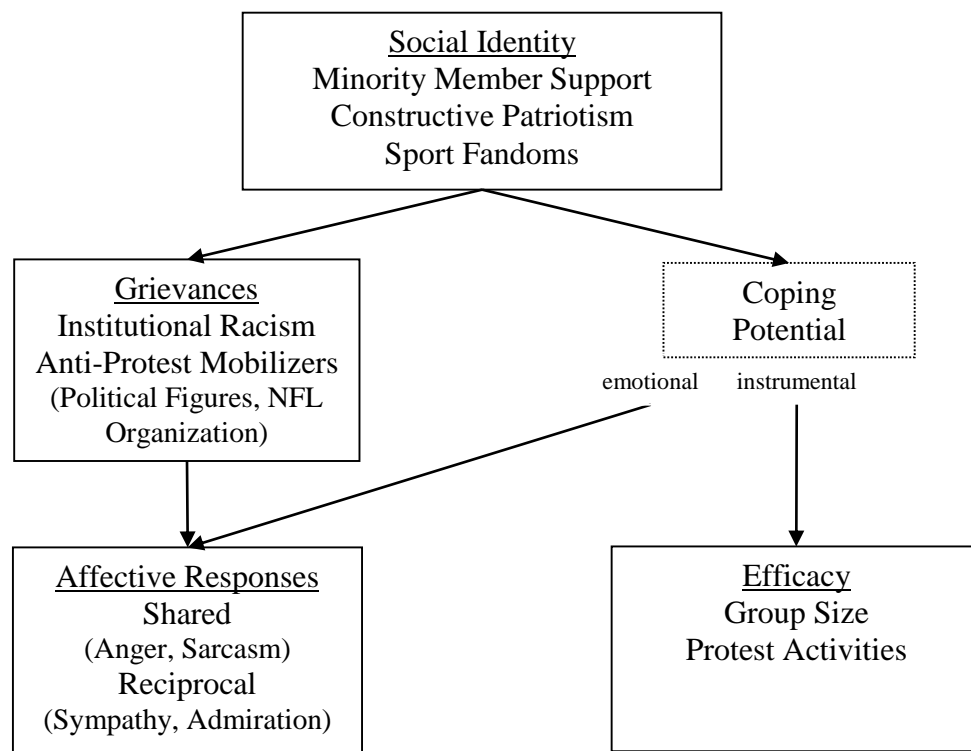 Social Identity
Minority Member Support
Constructive Patriotism
Sport Fandoms
Grievances
Institutional Racism
Anti-Protest Mobilizers
(Political Figures, NFL
Organization)
Coping
Potential
emotional
instrumental
Affective Responses
Shared
(Anger, Sarcasm)
Reciprocal
(Sympathy, Admiration)
Efficacy
Group Size
Protest Activities